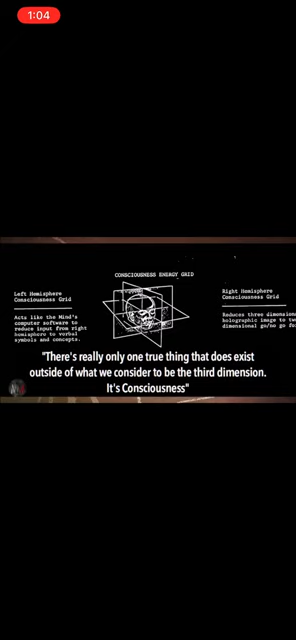 1:04
CONSCIOUSNESS ENERGY GRID
Left Hemisphere
Consciousness Grid
Acts like the Mind's
computer software to
reduce input from right
hemisphere to verbal
symbols and concepts.
Right Hemisphere
Consciousness Grid
Reduces three dimension
holographic image to tw
dimensional go/no go fo
"There's really only one true thing that does exist
outside of what we consider to be the third dimension.
It's Consciousness"